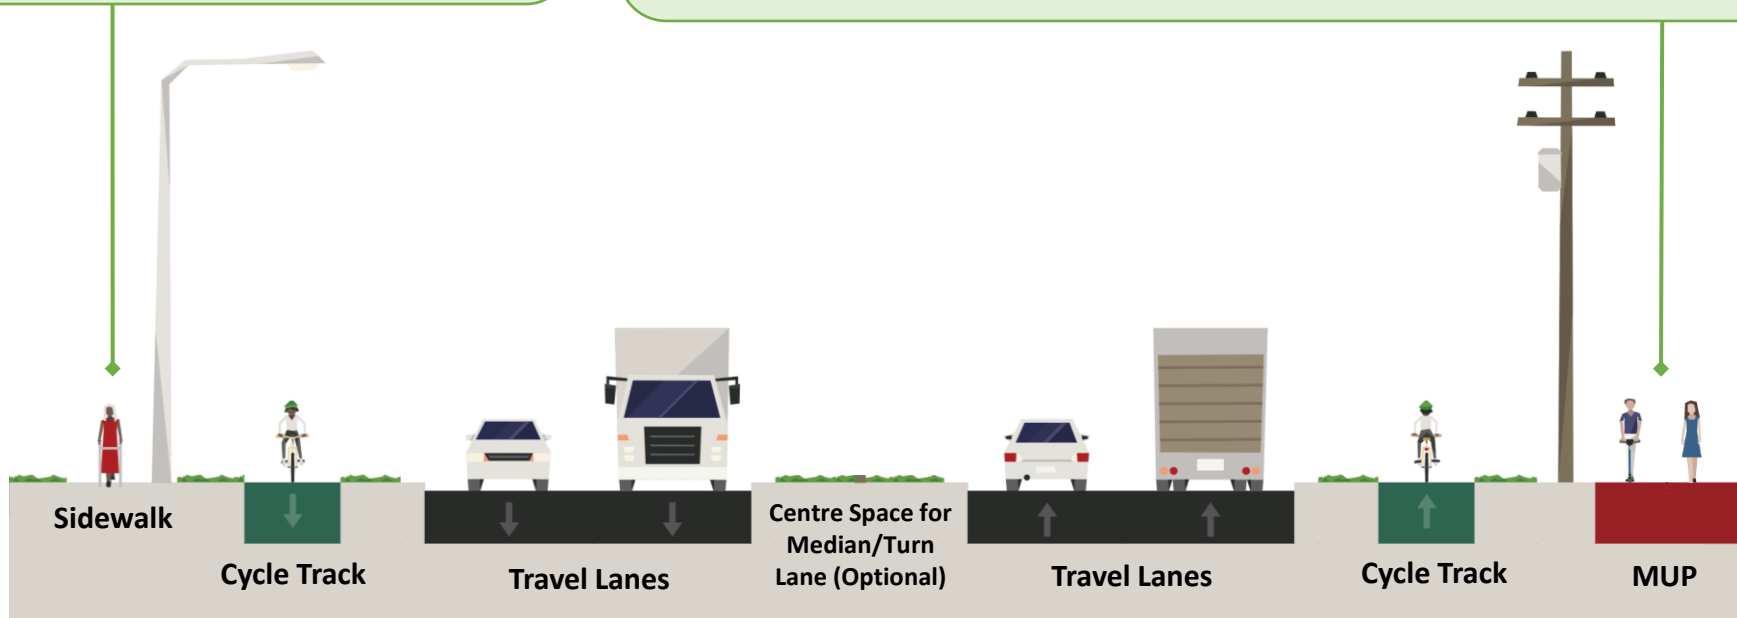 Sidewalk
Cycle Track
Travel Lanes
Centre Space for
Median/Turn
Lane (Optional)
Travel Lanes
Cycle Track
MUP